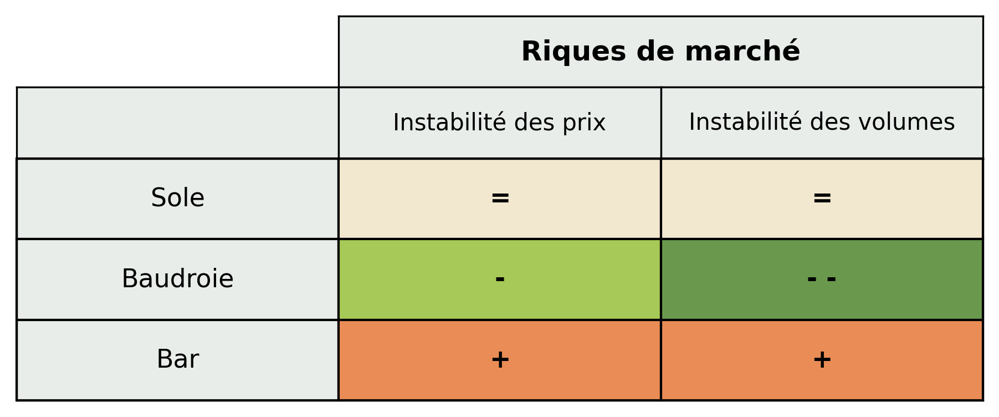 Riques de marché
Instabilité des prix Instabilité des volumes
Sole = =
Baudroie - - -
Bar + +